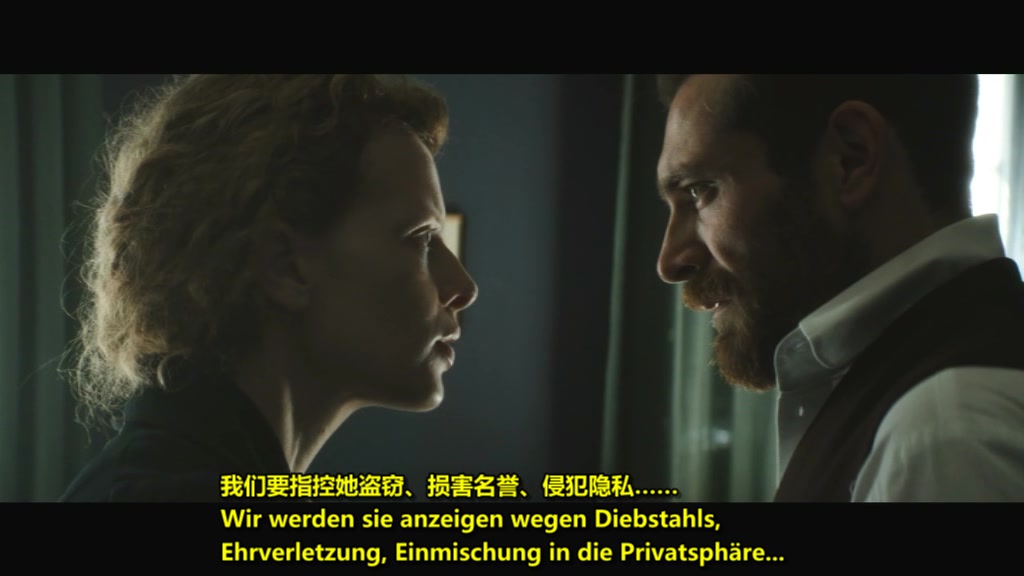 我们要指控她盗窃、损害名誉、侵犯隐私……
Wir werden sie anzeigen wegen Diebstahls,
Ehrverletzung, Einmischung in die Privatsphäre...